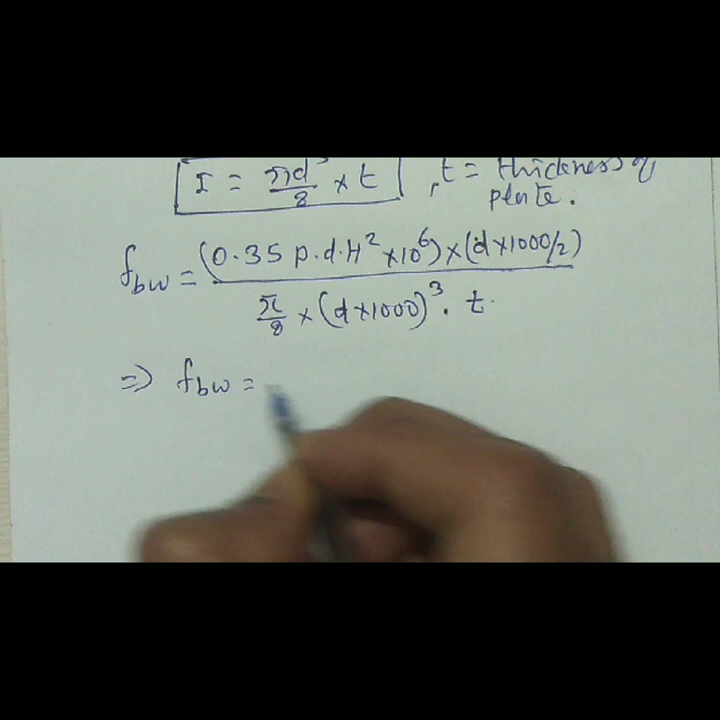 I = πd³/8 × t , t = thickness of
plate.
f_bw = (0.35 p.d.H² ×10⁶)×(d×1000/2) / π/8 × (d×1000)³. t.
⇒ f_bw =